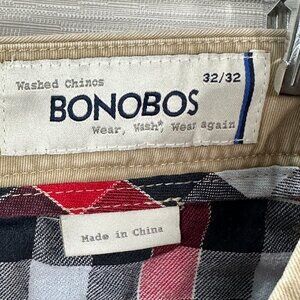 Washed Chinos 32/32
BONOBOS
Wear, Wash*, Wear again
Made in China